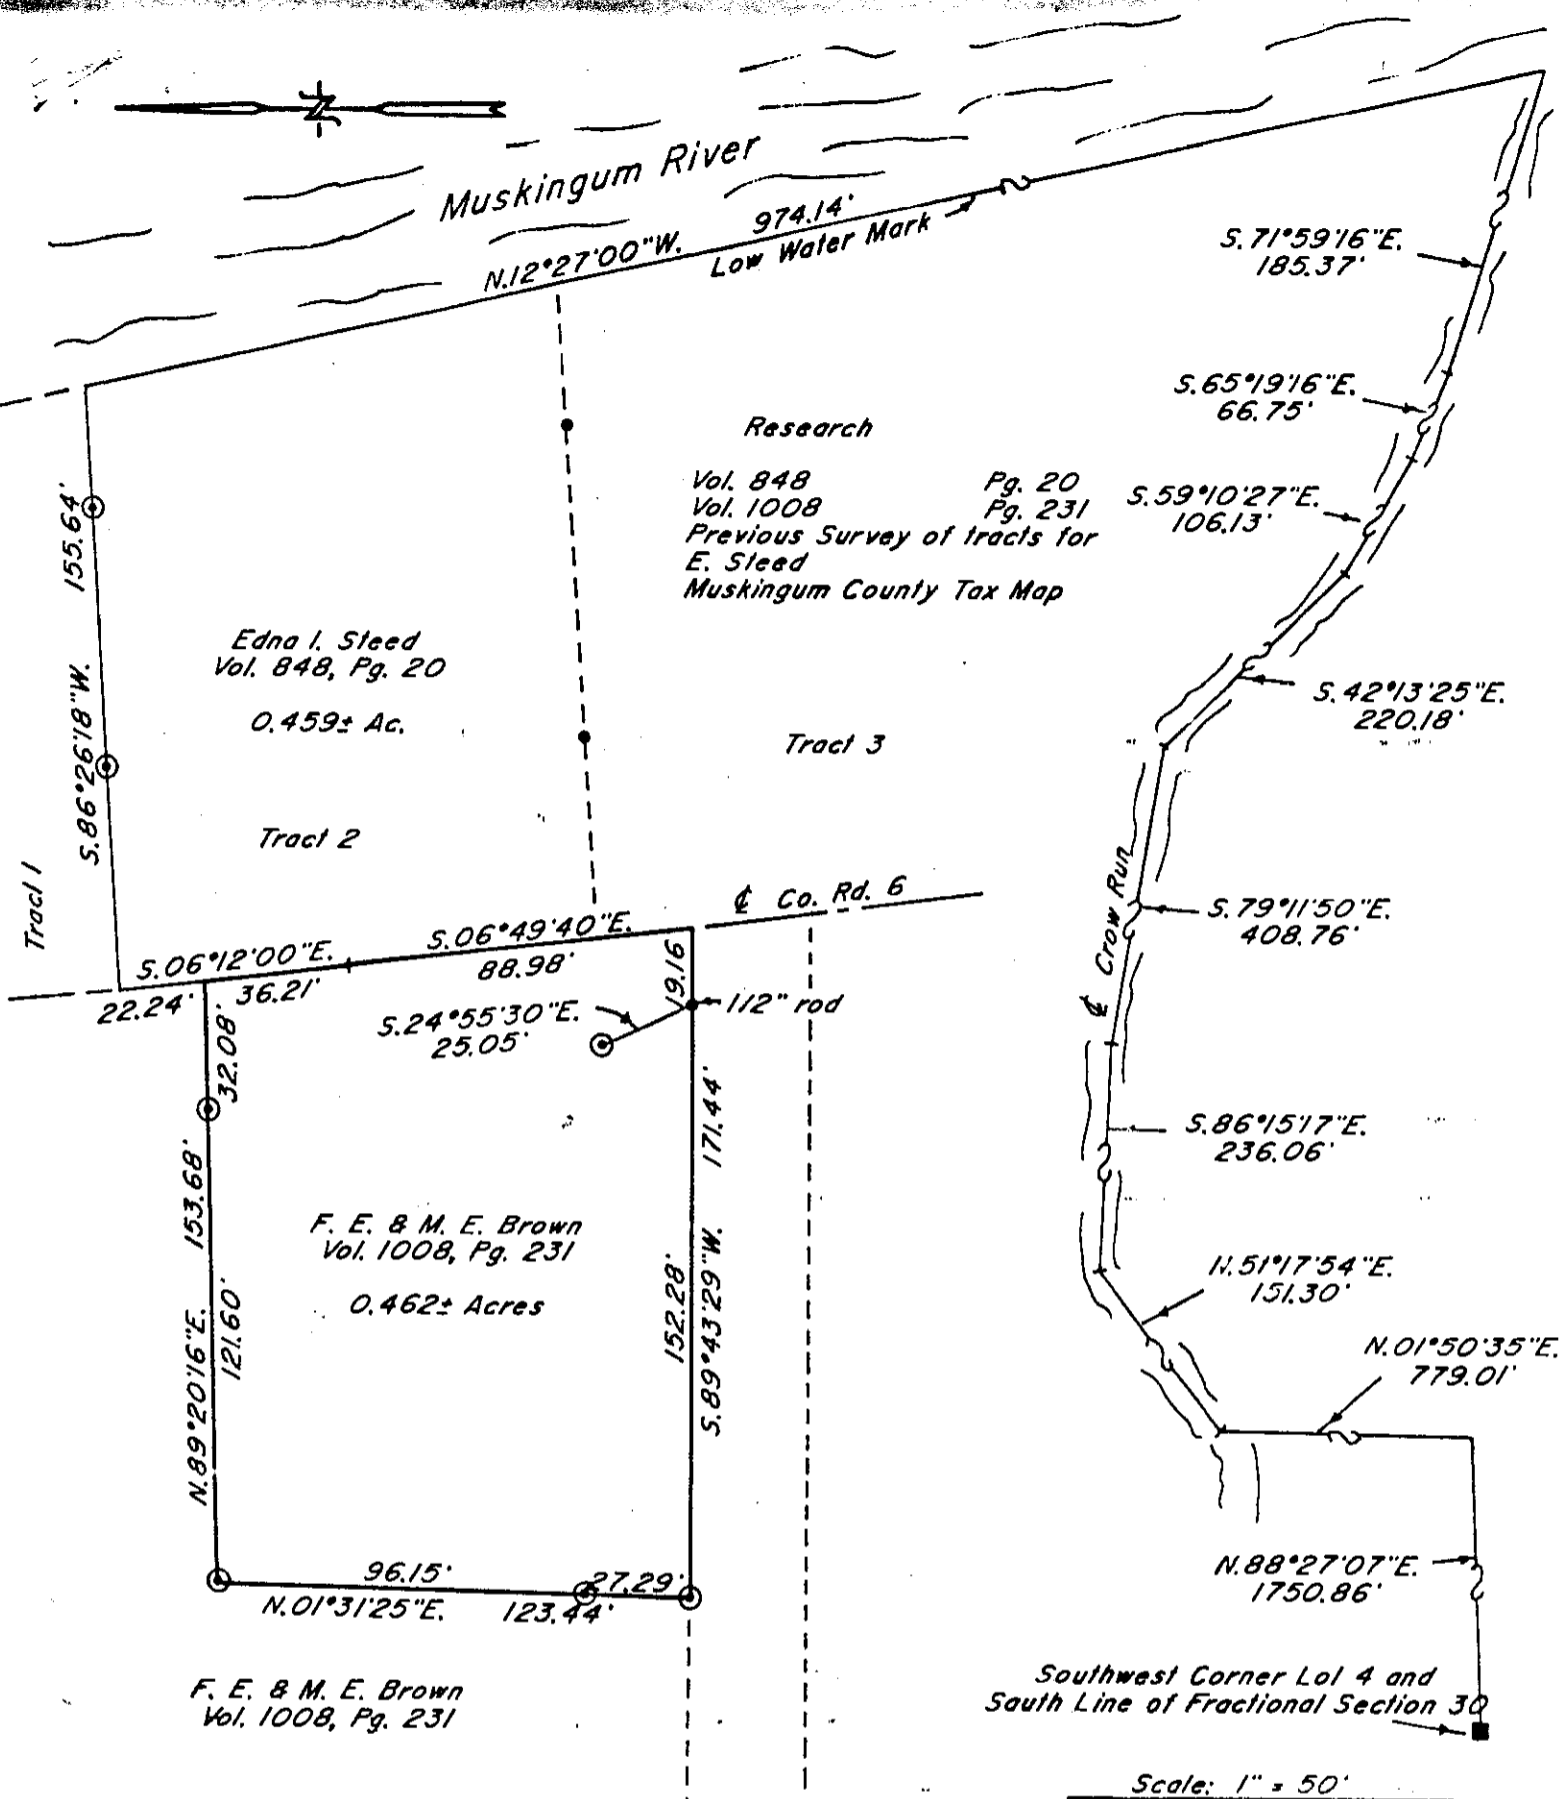 N
Muskingum River
N.12°27'00"W. 974.14'
Low Water Mark
S.71°59'16"E.
185.37'
S.65°19'16"E.
66.75'
Research
Vol. 848 Pg. 20
Vol. 1008 Pg. 231
Previous Survey of tracts for
E. Steed
Muskingum County Tax Map
S.59°10'27"E.
106.13'
S.86°26'18"W. 155.64'
Edna I. Steed
Vol. 848, Pg. 20
0.459± Ac.
S.42°13'25"E.
220.18'
Tract 3
Tract 2
Tract 1
℄ Co. Rd. 6
℄ Crow Run
S.79°11'50"E.
408.76'
S.06°12'00"E.
S.06°49'40"E.
22.24'
36.21'
88.98'
19.16
1/2" rod
S.24°55'30"E.
25.05'
32.08'
N.89°20'16"E. 153.68'
121.60'
171.44'
S.89°43'29"W.
152.28'
S.86°15'17"E.
236.06'
F. E. & M. E. Brown
Vol. 1008, Pg. 231
0.462± Acres
N.51°17'54"E.
151.30'
N.01°50'35"E.
779.01'
96.15'
27.29'
N.01°31'25"E. 123.44'
N.88°27'07"E.
1750.86'
F. E. & M. E. Brown
Vol. 1008, Pg. 231
Southwest Corner Lot 4 and
South Line of Fractional Section 30
Scale: 1" = 50'